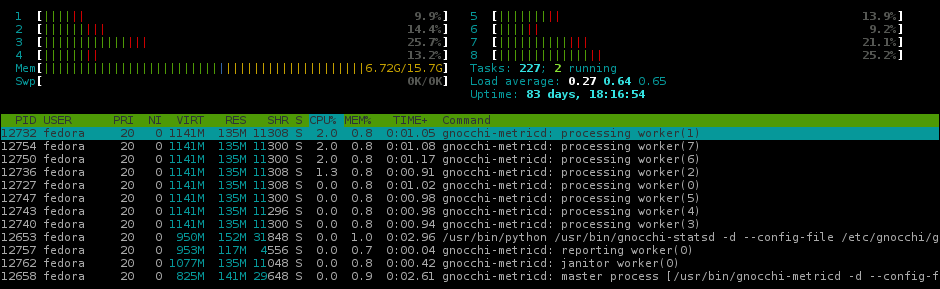 1 [|||||| 9.9%] 5 [||||||||| 13.9%]
2 [||||||||| 14.4%] 6 [||||| 9.2%]
3 [|||||||||||||||| 25.7%] 7 [||||||||||||| 21.1%]
4 [||||||| 13.2%] 8 [|||||||||||||||| 25.2%]
Mem[||||||||||||||||||||||||||||||||||||||||||||||||||6.72G/15.7G] Tasks: 227; 2 running
Swp[ 0K/0K] Load average: 0.27 0.64 0.65
Uptime: 83 days, 18:16:54
PID USER PRI NI VIRT RES SHR S CPU% MEM% TIME+ Command
12732 fedora 20 0 1141M 135M 11308 S 2.0 0.8 0:01.05 gnocchi-metricd: processing worker(1)
12754 fedora 20 0 1141M 135M 11300 S 2.0 0.8 0:01.08 gnocchi-metricd: processing worker(7)
12750 fedora 20 0 1141M 135M 11300 S 2.0 0.8 0:01.17 gnocchi-metricd: processing worker(6)
12736 fedora 20 0 1141M 135M 11308 S 1.3 0.8 0:00.91 gnocchi-metricd: processing worker(2)
12727 fedora 20 0 1141M 135M 11308 S 0.0 0.8 0:01.02 gnocchi-metricd: processing worker(0)
12747 fedora 20 0 1141M 135M 11308 S 0.0 0.8 0:00.98 gnocchi-metricd: processing worker(5)
12743 fedora 20 0 1141M 135M 11296 S 0.0 0.8 0:00.98 gnocchi-metricd: processing worker(4)
12740 fedora 20 0 1141M 135M 11308 S 0.0 0.8 0:00.94 gnocchi-metricd: processing worker(3)
12653 fedora 20 0 950M 152M 31848 S 0.0 1.0 0:02.96 /usr/bin/python /usr/bin/gnocchi-statsd -d --config-file /etc/gnocchi/g
12757 fedora 20 0 953M 117M 4556 S 0.0 0.7 0:00.04 gnocchi-metricd: reporting worker(0)
12762 fedora 20 0 1077M 135M 11048 S 0.0 0.8 0:00.42 gnocchi-metricd: janitor worker(0)
12658 fedora 20 0 825M 141M 29648 S 0.0 0.9 0:02.61 gnocchi-metricd: master process [/usr/bin/gnocchi-metricd -d --config-f